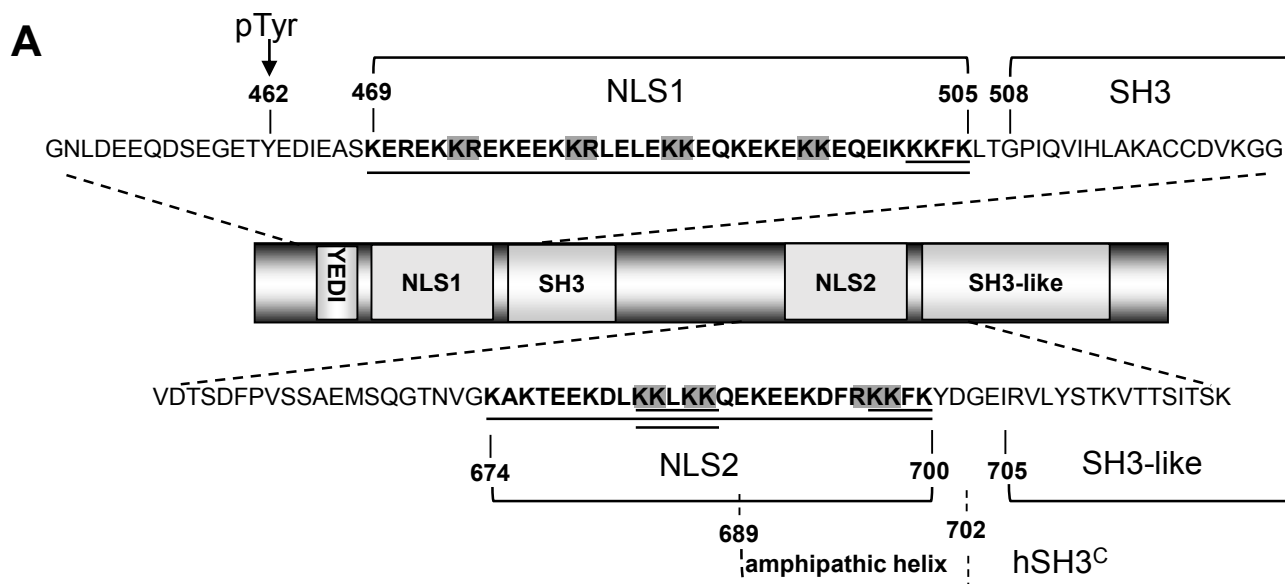 A
pTyr
462 469 NLS1 505 508 SH3
GNLDEEQDSEGETYEDIEASKEREKKREKEEKKRLELEKKEQKEKEKKEQEIKKKFKLTGPIQVIHLAKACCDVKGG
YEDI NLS1 SH3 NLS2 SH3-like
VDTSDFPVSSAEMSQGTNVGKAKTEEKDLKKLKKQEKEEKDFRKKFKYDGEIRVLYSTKVTTSITSK
674 NLS2 700 705 SH3-like
689 702
amphipathic helix hSH3C